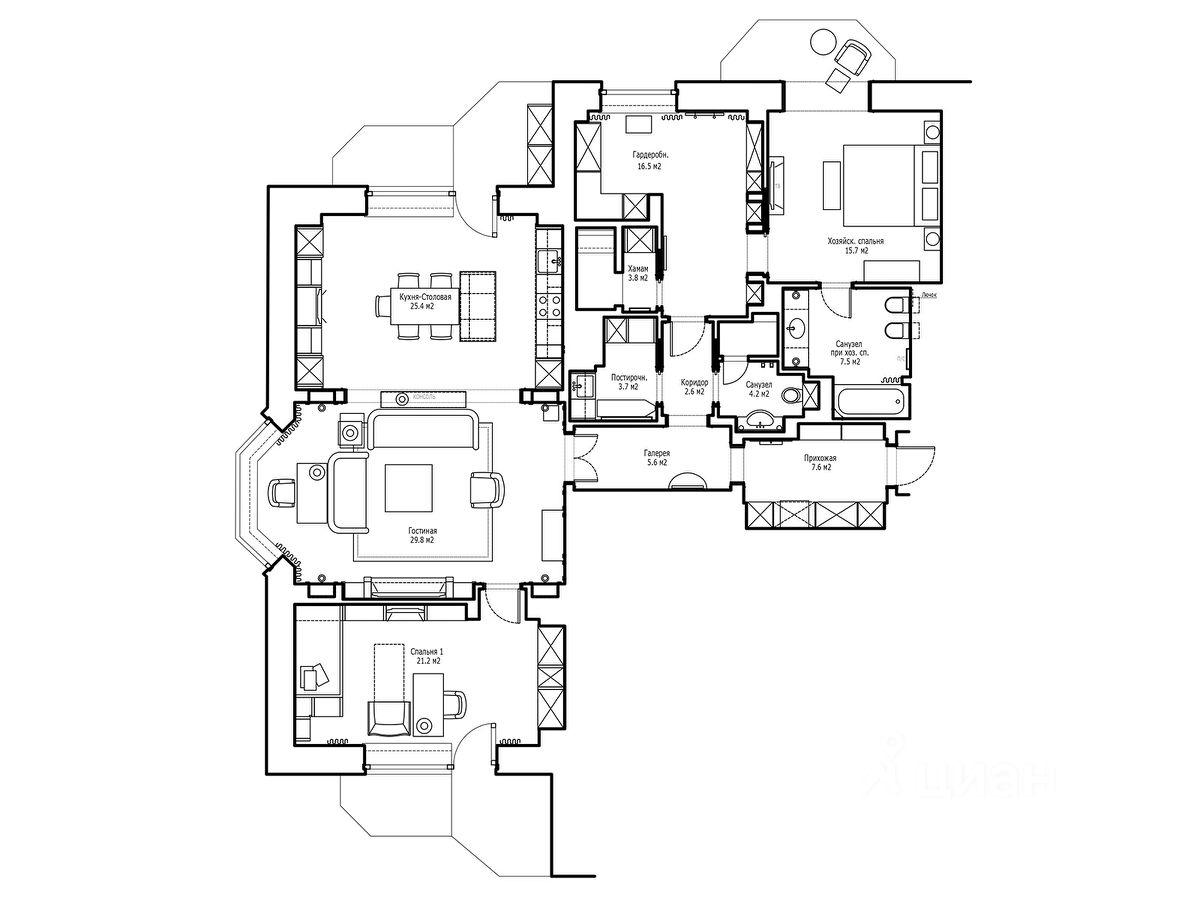 Гардеробн.
16.5 м2
ТВ
Хозяйск. спальня
15.7 м2
Хамам
3.8 м2
Кухня-Столовая
25.4 м2
Лючок
Санузел
при хоз. сп.
7.5 м2
П/С
Постирочн.
3.7 м2
Коридор
2.6 м2
Санузел
4.2 м2
КОНСОЛЬ
Галерея
5.6 м2
Прихожая
7.6 м2
Гостиная
29.8 м2
Спальня 1
21.2 м2
циан